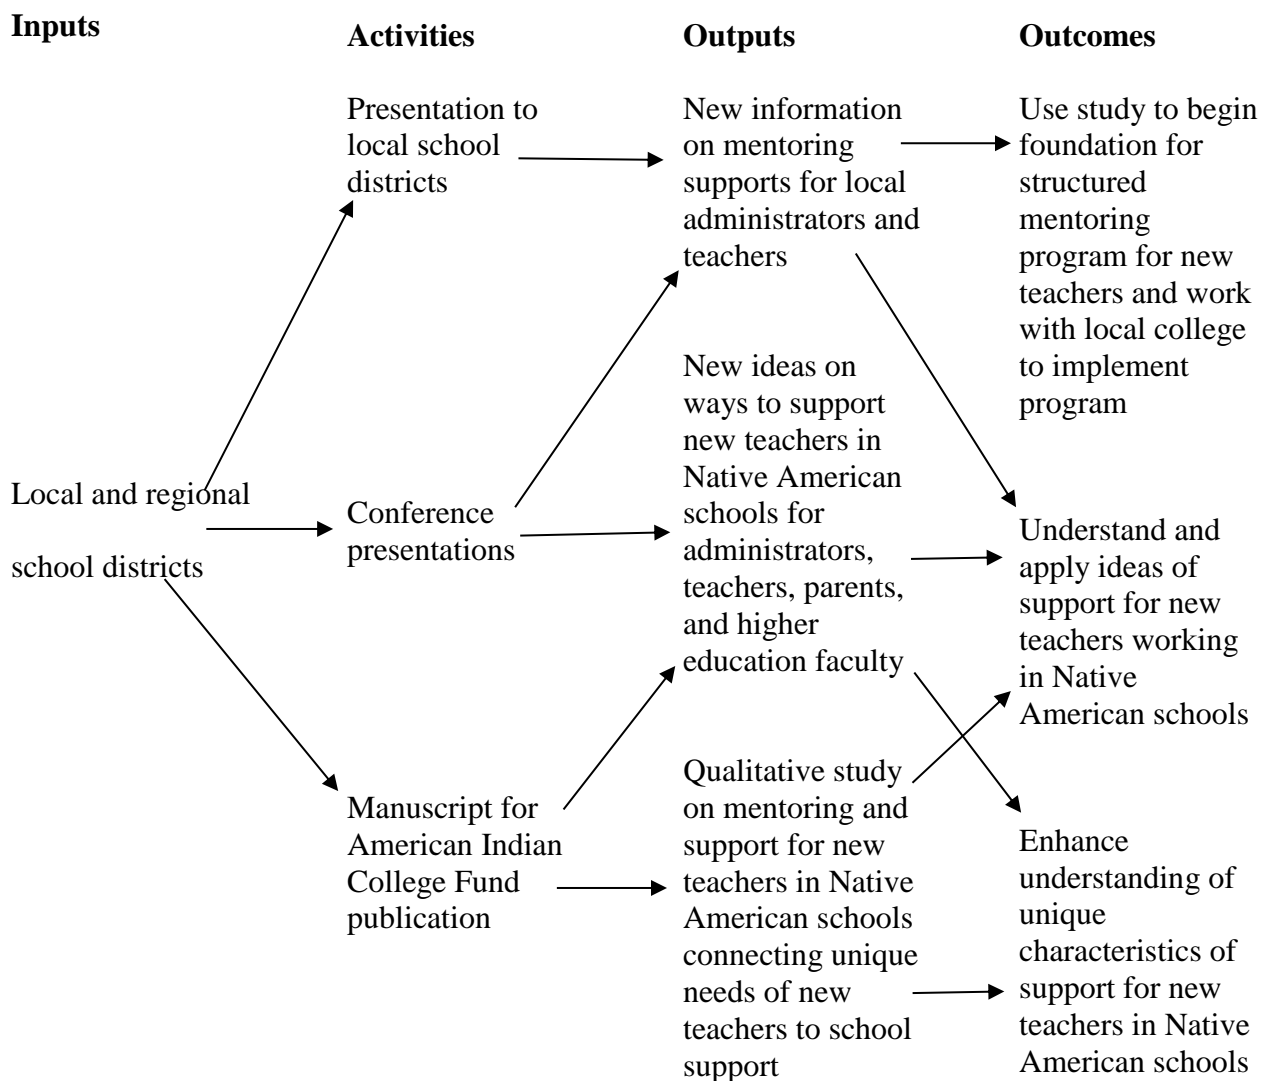 Inputs
Activities
Outputs
Outcomes
Presentation to
local school
districts
New information
on mentoring
supports for local
administrators and
teachers
Use study to begin
foundation for
structured
mentoring
program for new
teachers and work
with local college
to implement
program
Local and regional
school districts
Conference
presentations
New ideas on
ways to support
new teachers in
Native American
schools for
administrators,
teachers, parents,
and higher
education faculty
Understand and
apply ideas of
support for new
teachers working
in Native
American schools
Manuscript for
American Indian
College Fund
publication
Qualitative study
on mentoring and
support for new
teachers in Native
American schools
connecting unique
needs of new
teachers to school
support
Enhance
understanding of
unique
characteristics of
support for new
teachers in Native
American schools